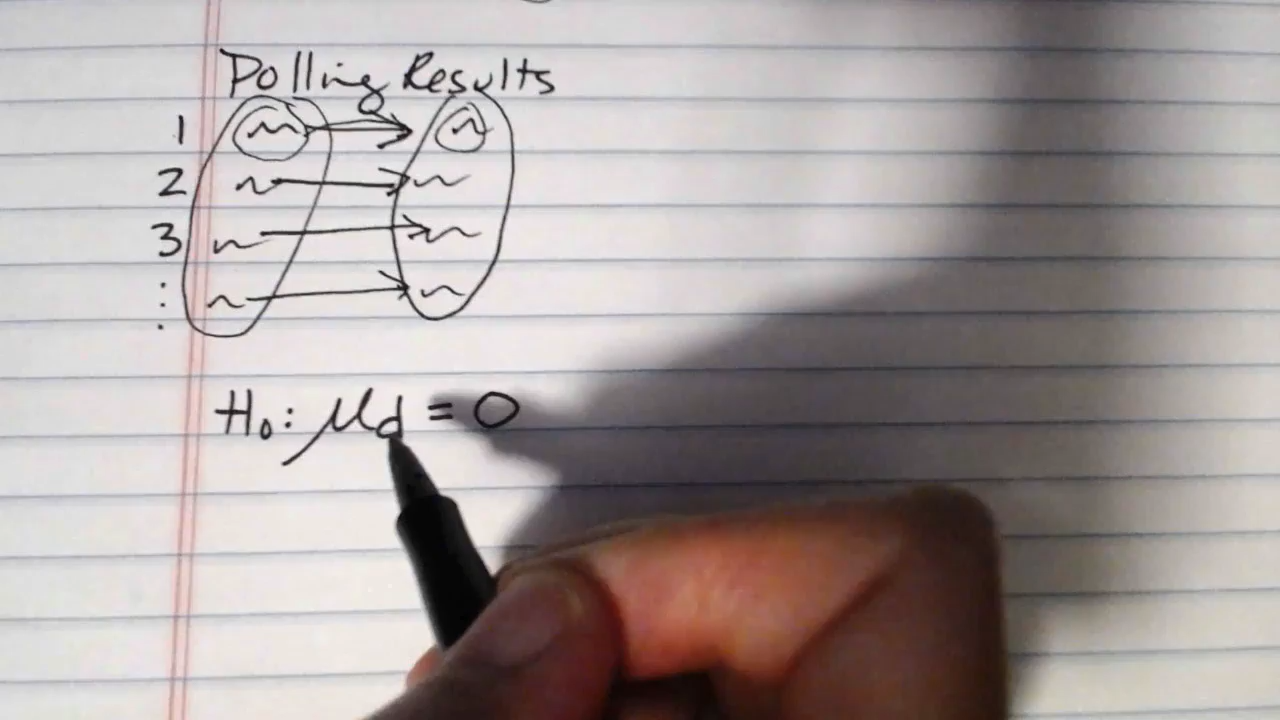 Polling Results
1
2
3
:
H₀: μd = 0